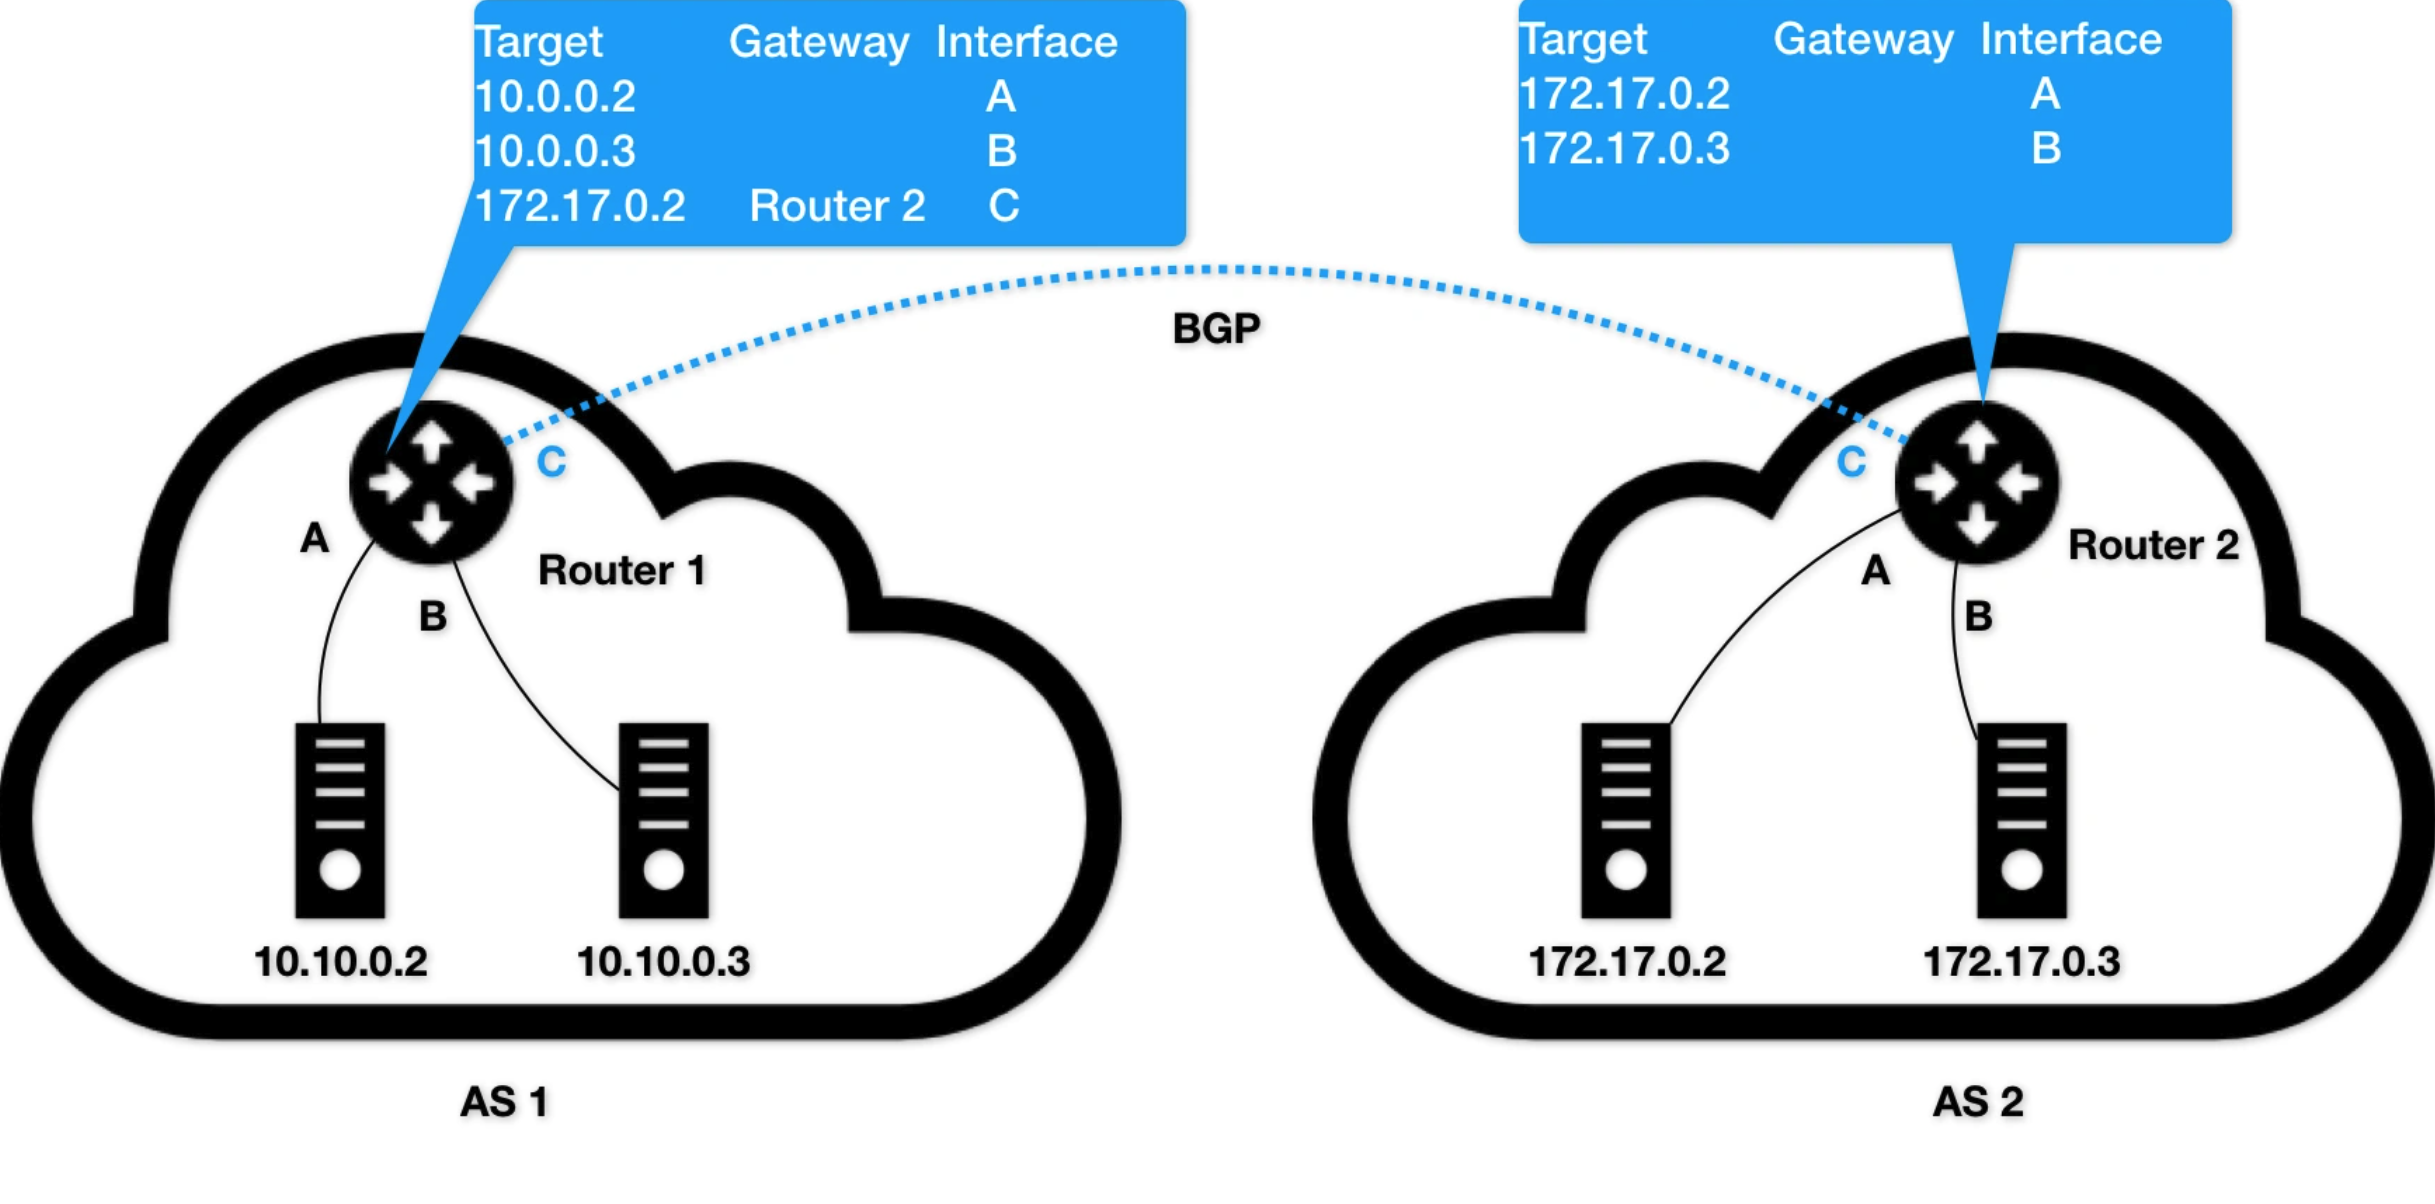 Target Gateway Interface
10.0.0.2 A
10.0.0.3 B
172.17.0.2 Router 2 C
Target Gateway Interface
172.17.0.2 A
172.17.0.3 B
BGP
C
C
A
B
Router 1
A
B
Router 2
10.10.0.2
10.10.0.3
172.17.0.2
172.17.0.3
AS 1
AS 2